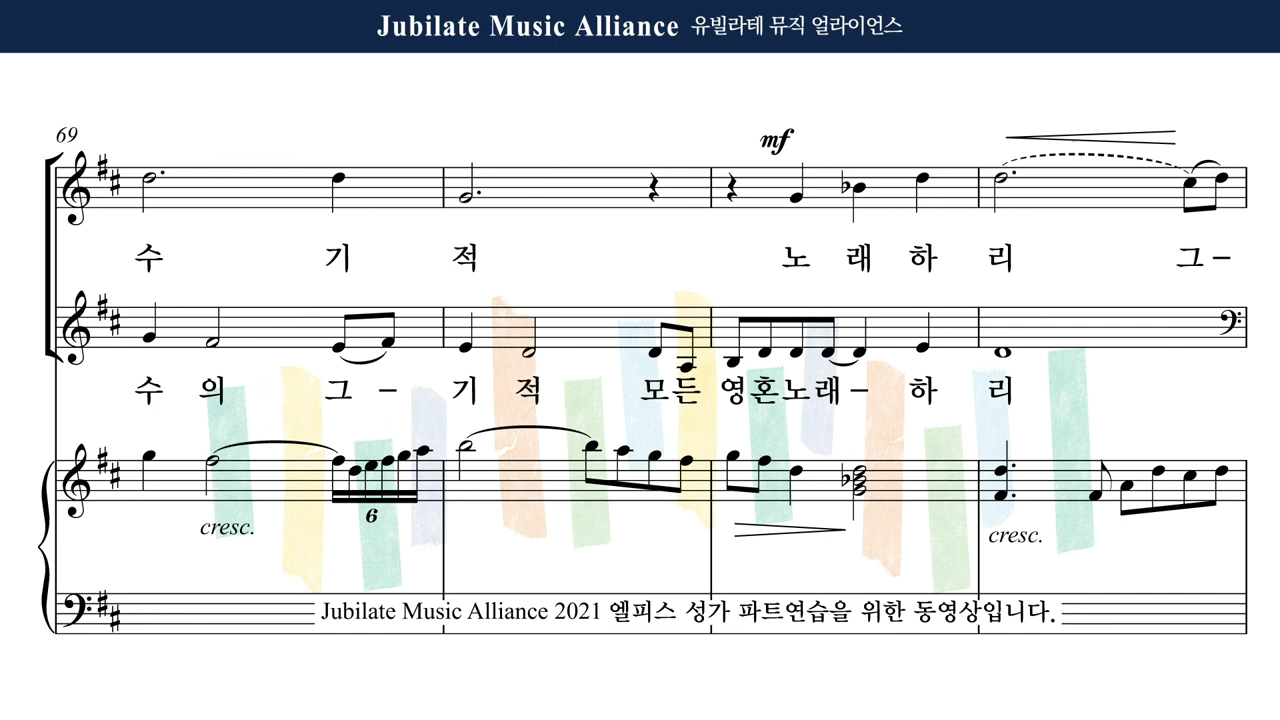 Jubilate Music Alliance 유빌라테 뮤직 얼라이언스
69
mf
수 기 적 노 래 하 리 그 –
수 의 그 – 기 적 모든 영혼노래 – 하 리
6
cresc.
cresc.
Jubilate Music Alliance 2021 엘피스 성가 파트연습을 위한 동영상입니다.